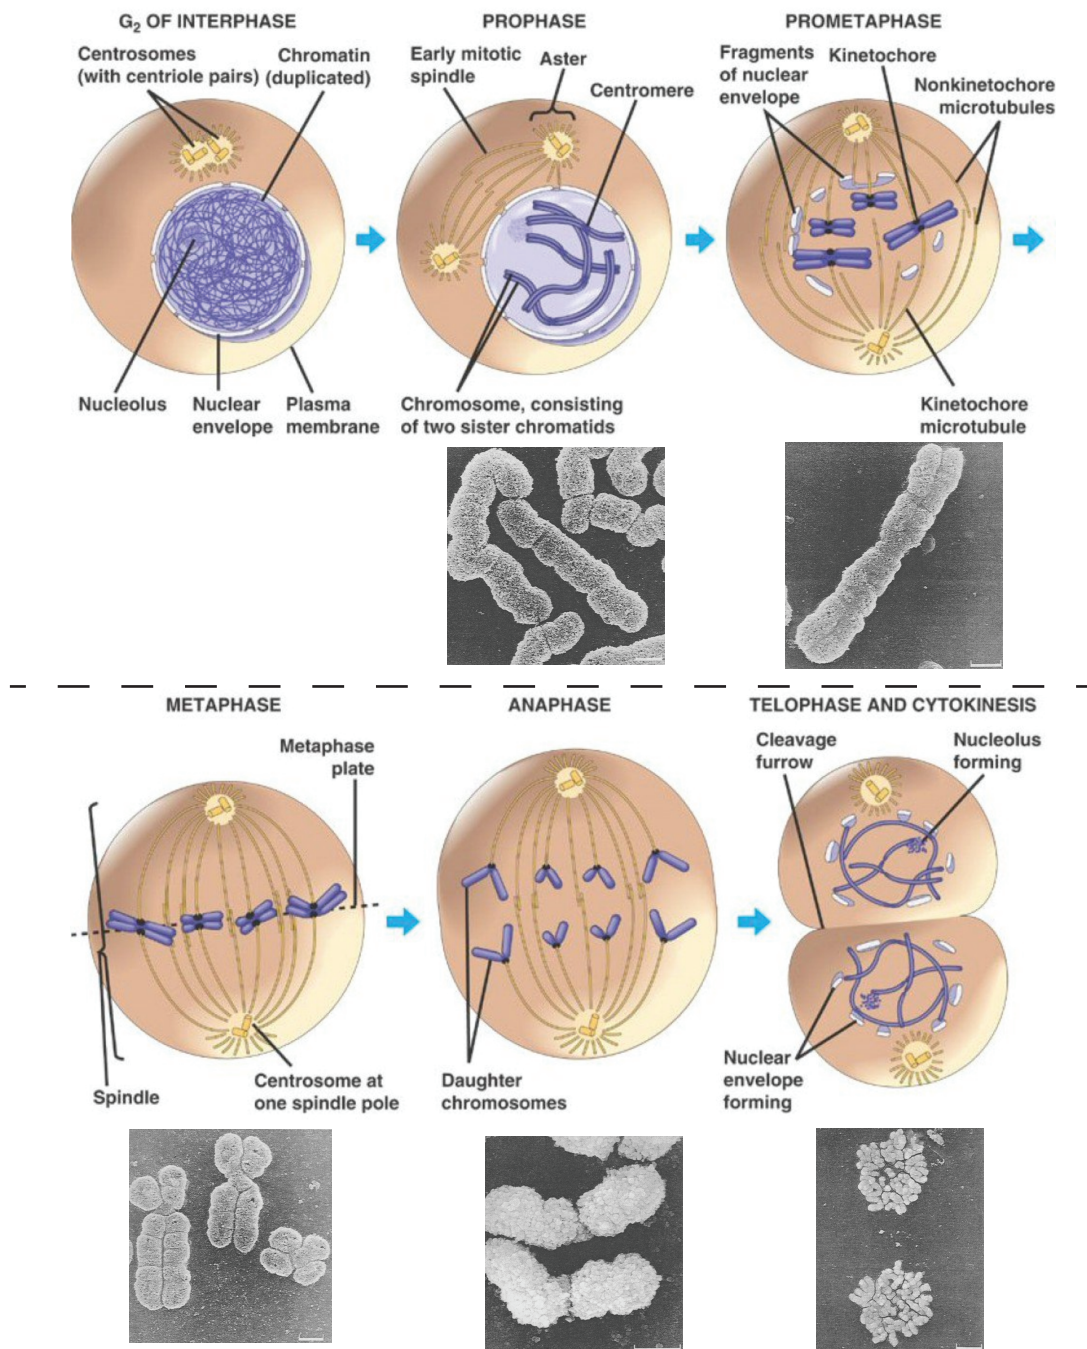 G₂ OF INTERPHASE
Centrosomes
(with centriole pairs)
Chromatin
(duplicated)
Nucleolus
Nuclear
envelope
Plasma
membrane
PROPHASE
Early mitotic
spindle
Aster
Centromere
Chromosome, consisting
of two sister chromatids
PROMETAPHASE
Fragments
of nuclear
envelope
Kinetochore
Nonkinetochore
microtubules
Kinetochore
microtubule
METAPHASE
Metaphase
plate
Spindle
Centrosome at
one spindle pole
ANAPHASE
Daughter
chromosomes
TELOPHASE AND CYTOKINESIS
Cleavage
furrow
Nucleolus
forming
Nuclear
envelope
forming